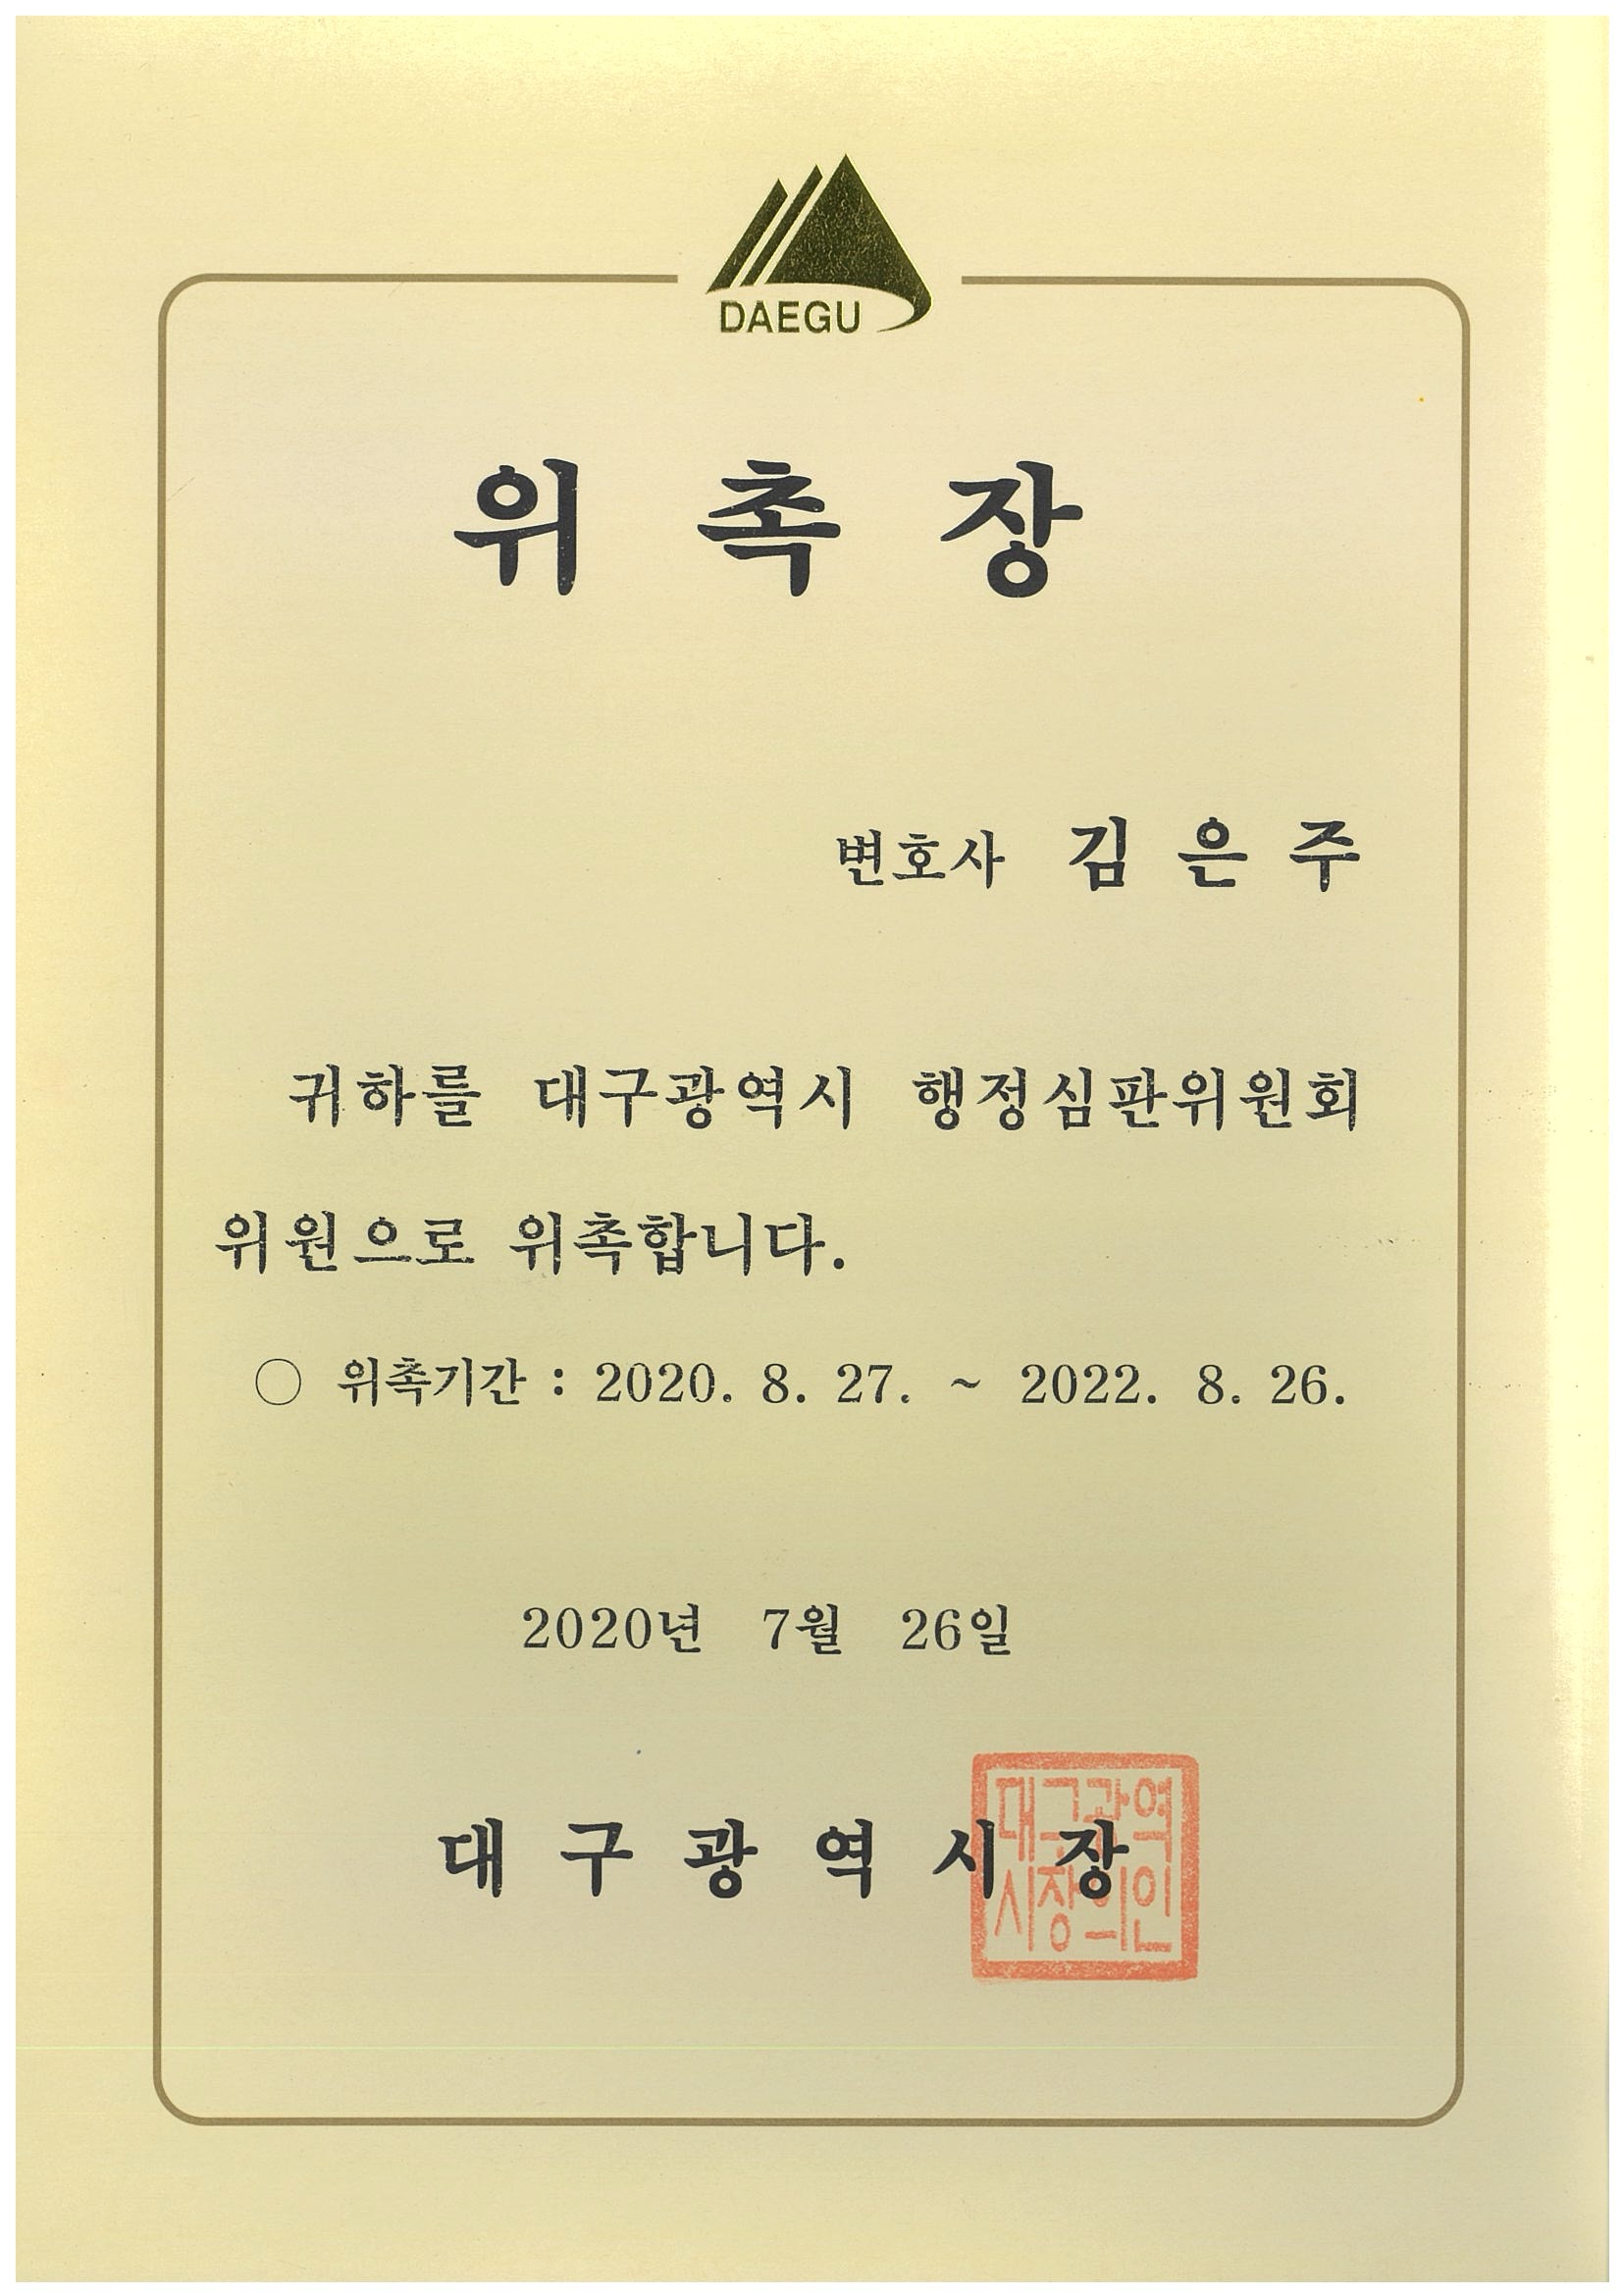 DAEGU
위 촉 장
변호사 김 은 주
귀하를 대구광역시 행정심판위원회
위원으로 위촉합니다.
○ 위촉기간 : 2020. 8. 27. ~ 2022. 8. 26.
2020년 7월 26일
대 구 광 역 시 장
대구광역
시장의인